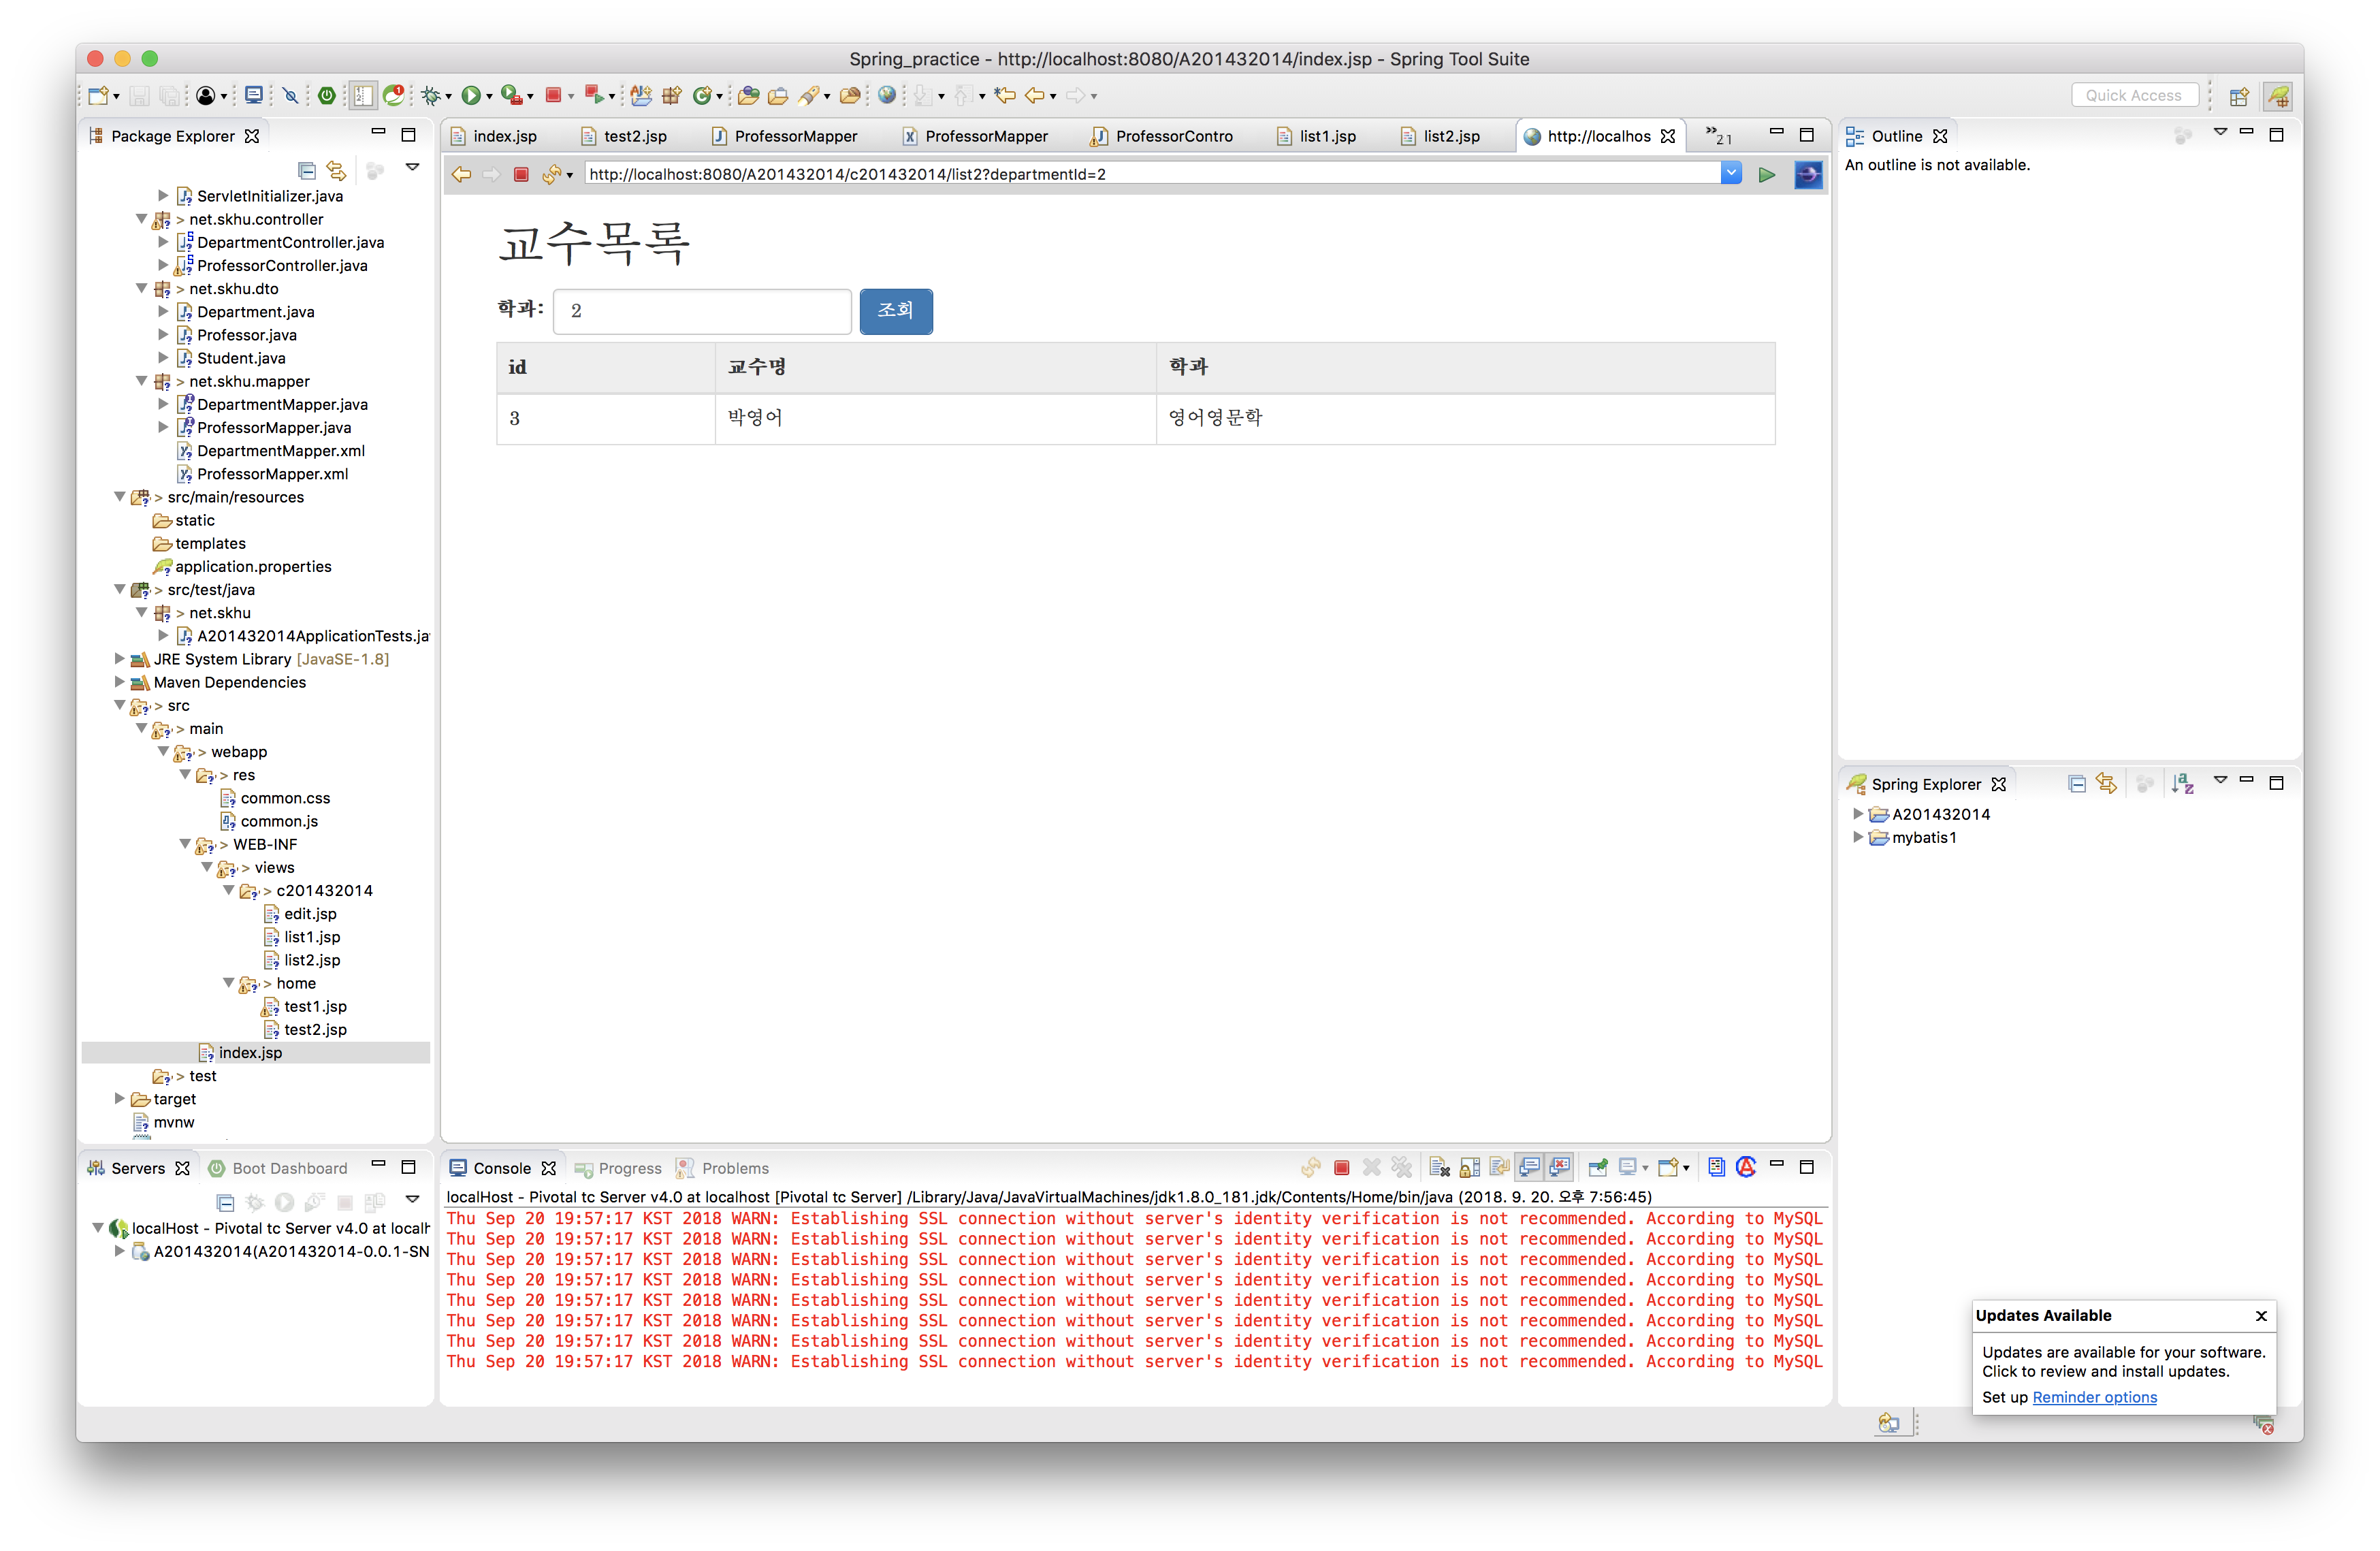 Spring_practice - http://localhost:8080/A201432014/index.jsp - Spring Tool Suite
Quick Access
Package Explorer
ServletInitializer.java
> net.skhu.controller
DepartmentController.java
ProfessorController.java
> net.skhu.dto
Department.java
Professor.java
Student.java
> net.skhu.mapper
DepartmentMapper.java
ProfessorMapper.java
DepartmentMapper.xml
ProfessorMapper.xml
> src/main/resources
static
templates
application.properties
> src/test/java
> net.skhu
A201432014ApplicationTests.ja
JRE System Library [JavaSE-1.8]
Maven Dependencies
> src
> main
> webapp
> res
common.css
common.js
> WEB-INF
> views
> c201432014
edit.jsp
list1.jsp
list2.jsp
> home
test1.jsp
test2.jsp
index.jsp
> test
target
mvnw
index.jsp test2.jsp ProfessorMapper ProfessorMapper ProfessorContro list1.jsp list2.jsp http://localhos »21
http://localhost:8080/A201432014/c201432014/list2?departmentId=2
교수목록
학과: 2 조회
id 교수명 학과
3 박영어 영어영문학
Outline
An outline is not available.
Spring Explorer
A201432014
mybatis1
Servers Boot Dashboard
localHost - Pivotal tc Server v4.0 at localh
A201432014(A201432014-0.0.1-SN
Console Progress Problems
localHost - Pivotal tc Server v4.0 at localhost [Pivotal tc Server] /Library/Java/JavaVirtualMachines/jdk1.8.0_181.jdk/Contents/Home/bin/java (2018. 9. 20. 오후 7:56:45)
Thu Sep 20 19:57:17 KST 2018 WARN: Establishing SSL connection without server's identity verification is not recommended. According to MySQL
Thu Sep 20 19:57:17 KST 2018 WARN: Establishing SSL connection without server's identity verification is not recommended. According to MySQL
Thu Sep 20 19:57:17 KST 2018 WARN: Establishing SSL connection without server's identity verification is not recommended. According to MySQL
Thu Sep 20 19:57:17 KST 2018 WARN: Establishing SSL connection without server's identity verification is not recommended. According to MySQL
Thu Sep 20 19:57:17 KST 2018 WARN: Establishing SSL connection without server's identity verification is not recommended. According to MySQL
Thu Sep 20 19:57:17 KST 2018 WARN: Establishing SSL connection without server's identity verification is not recommended. According to MySQL
Thu Sep 20 19:57:17 KST 2018 WARN: Establishing SSL connection without server's identity verification is not recommended. According to MySQL
Thu Sep 20 19:57:17 KST 2018 WARN: Establishing SSL connection without server's identity verification is not recommended. According to MySQL
Updates Available
Updates are available for your software.
Click to review and install updates.
Set up Reminder options